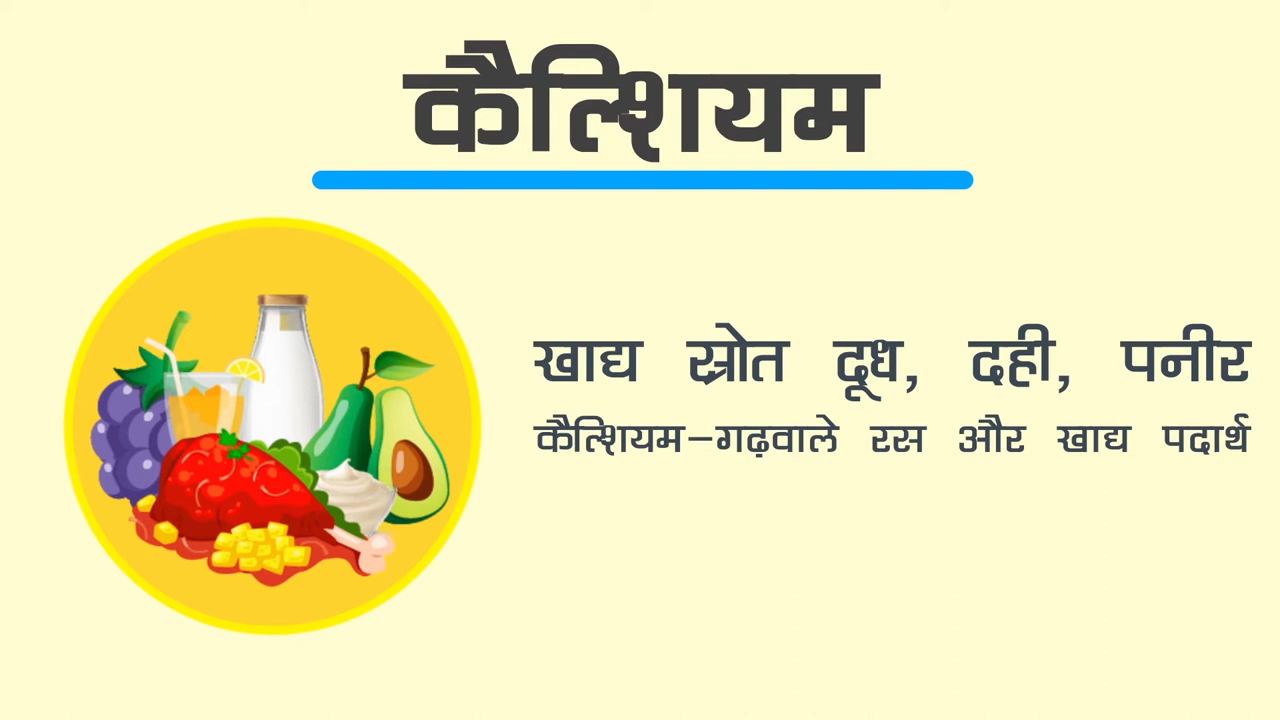 कैल्शियम
खाद्य स्रोत दूध, दही, पनीर
कैल्शियम-गढ़वाले रस और खाद्य पदार्थ